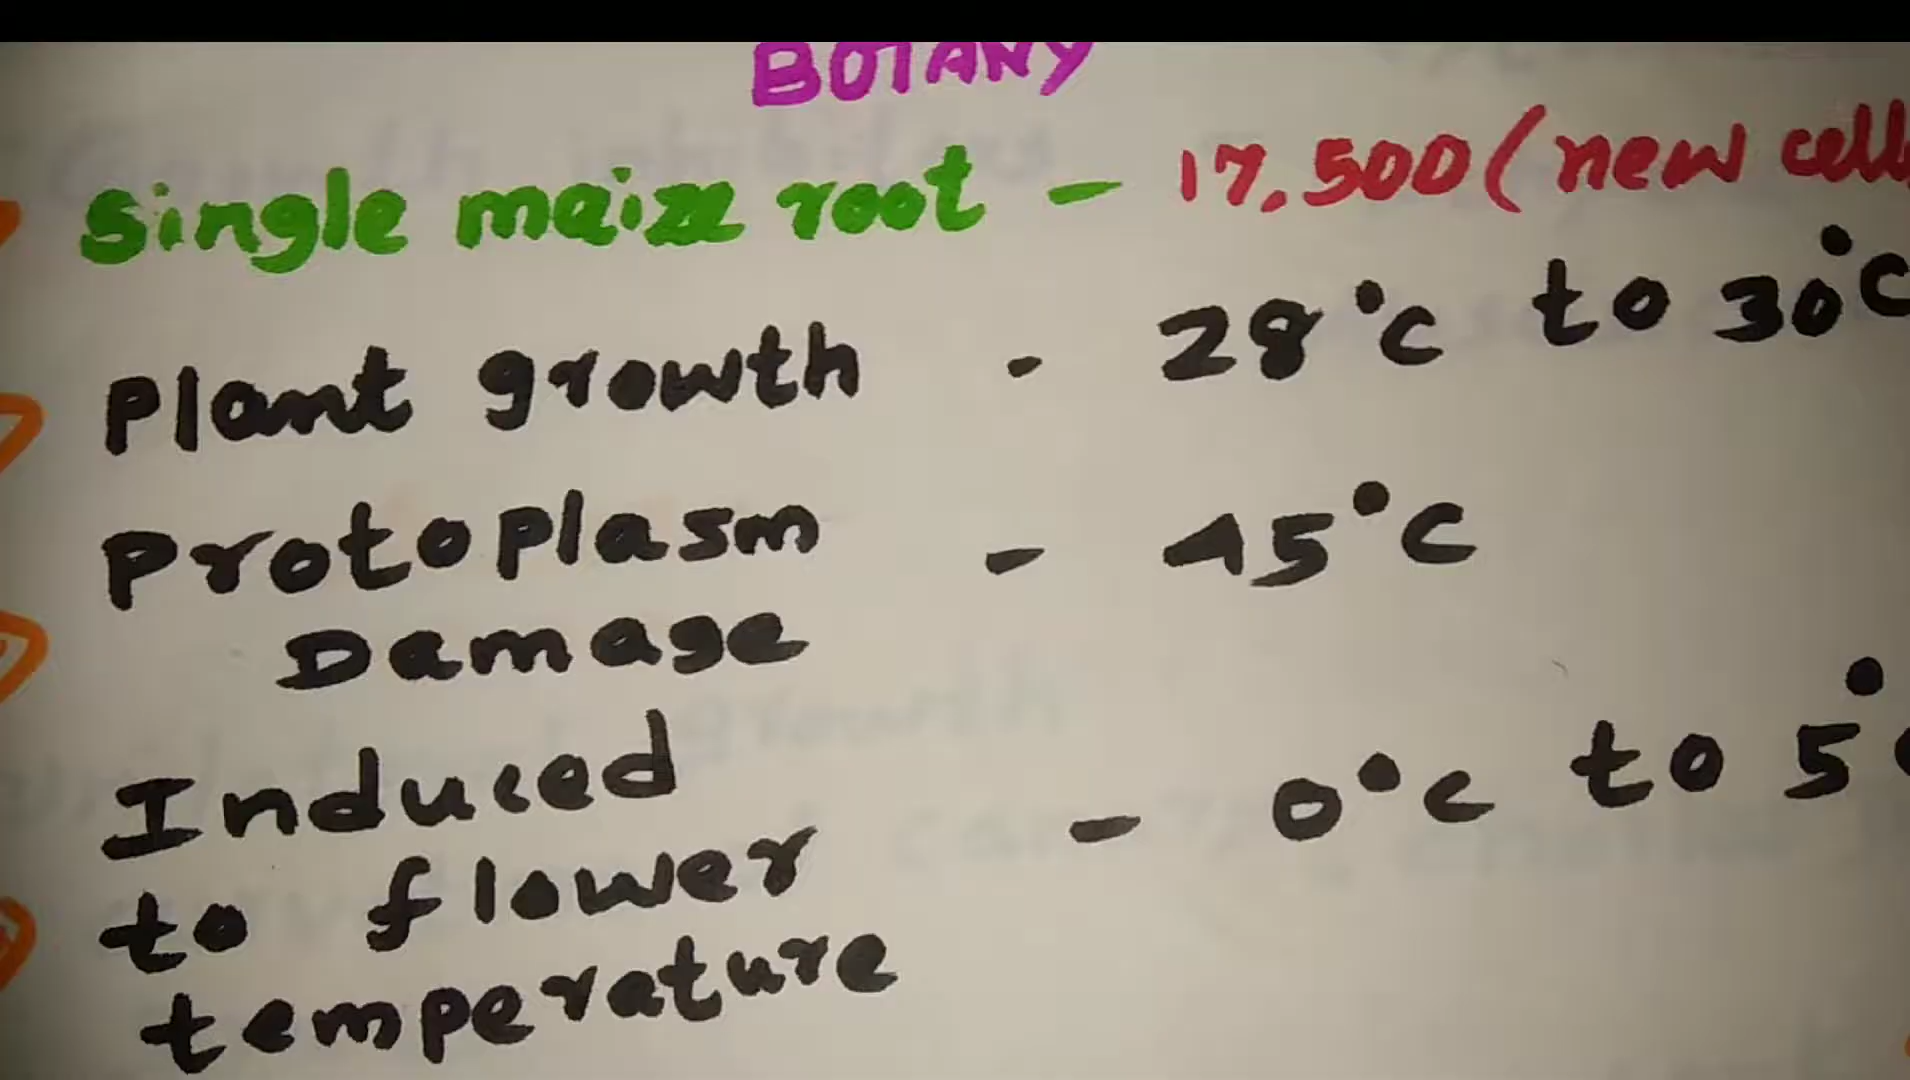 BOTANY
Single maize root - 17,500 (new cells
Plant growth - 28°C to 30°C
Protoplasm - 45°C
Damage
Induced
to flower - 0°C to 5°C
temperature